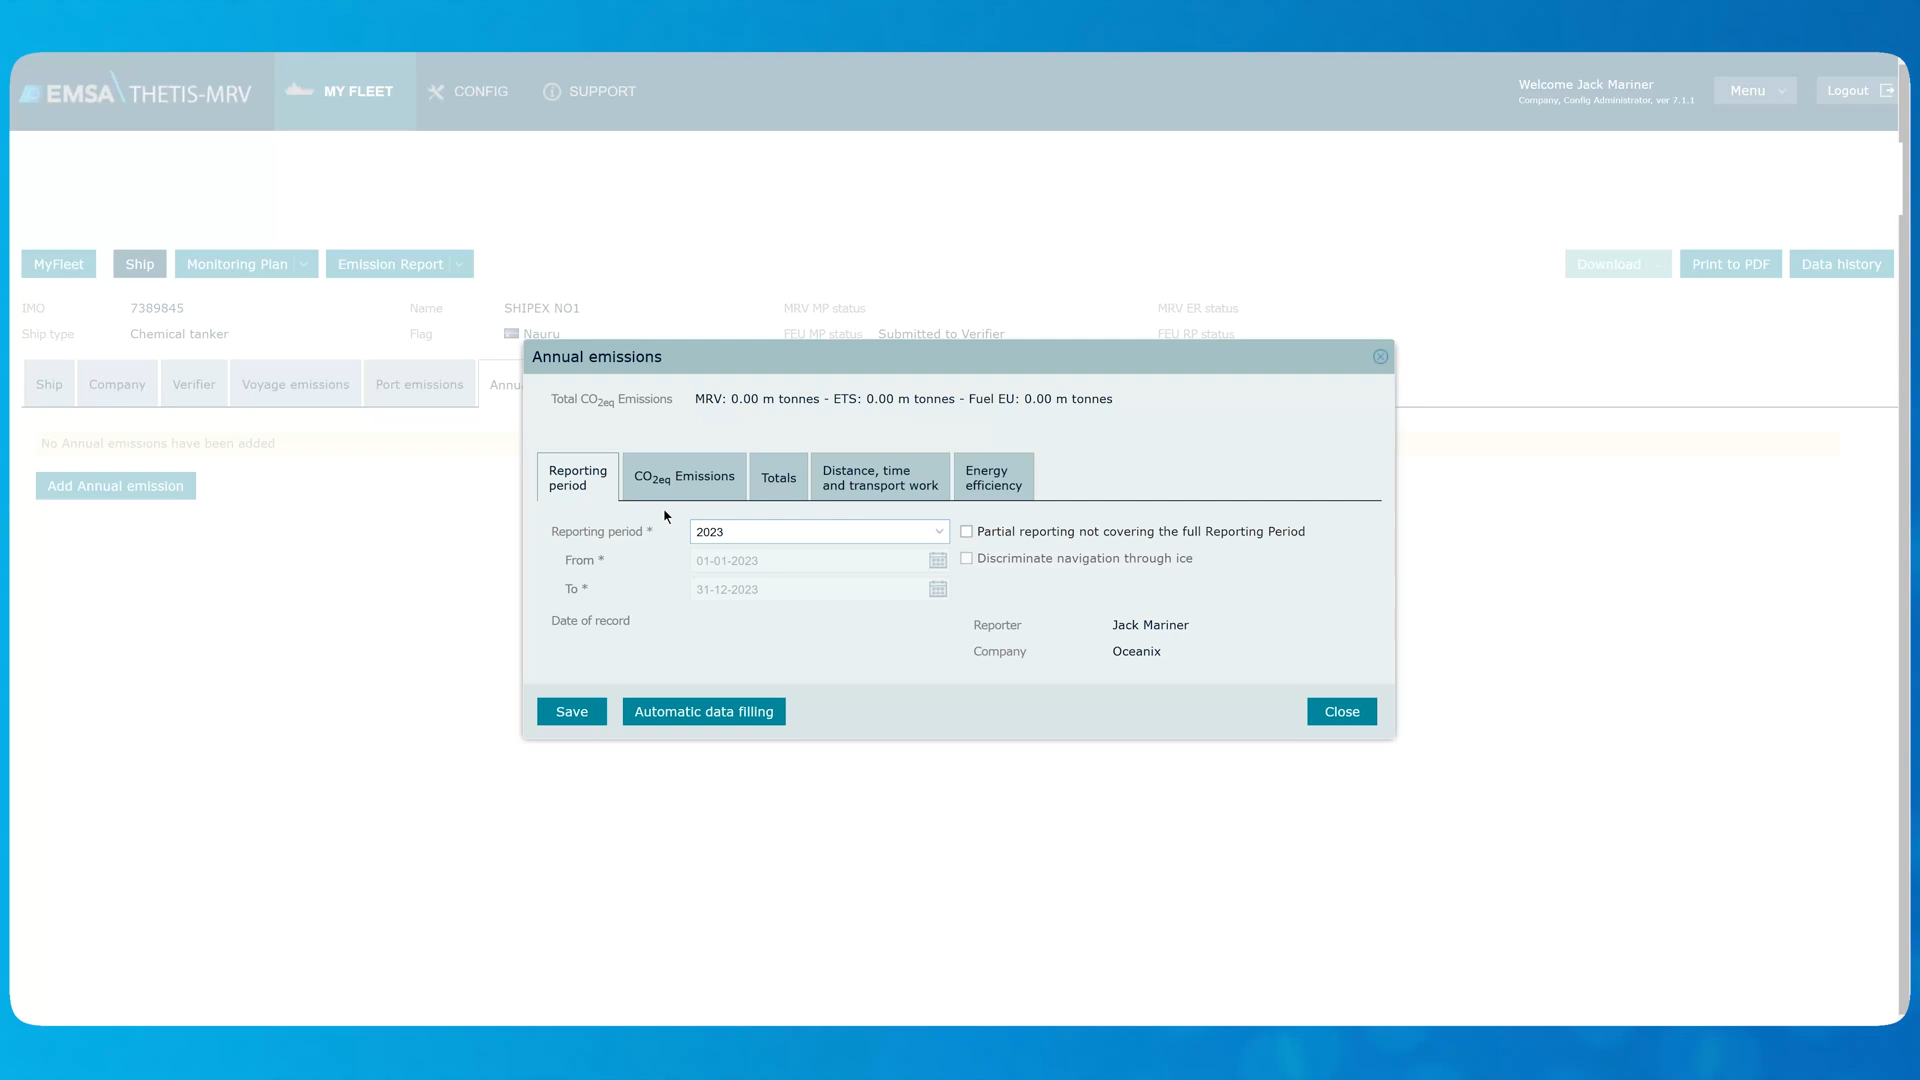 EMSA THETIS-MRV MY FLEET CONFIG SUPPORT
Welcome Jack Mariner
Company, Config Administrator, ver 7.1.1
Menu
Logout
MyFleet Ship Monitoring Plan Emission Report Download Print to PDF Data history
IMO 7389845 Name SHIPEX NO1 MRV MP status MRV ER status
Ship type Chemical tanker Flag Nauru FEU MP status Submitted to Verifier FEU RP status
Ship Company Verifier Voyage emissions Port emissions Annu
No Annual emissions have been added
Add Annual emission
Annual emissions
Total CO2eq Emissions MRV: 0.00 m tonnes - ETS: 0.00 m tonnes - Fuel EU: 0.00 m tonnes
Reporting
period
CO2eq Emissions
Totals
Distance, time
and transport work
Energy
efficiency
Reporting period * 2023 Partial reporting not covering the full Reporting Period
From * 01-01-2023 Discriminate navigation through ice
To * 31-12-2023
Date of record
Reporter Jack Mariner
Company Oceanix
Save Automatic data filling Close